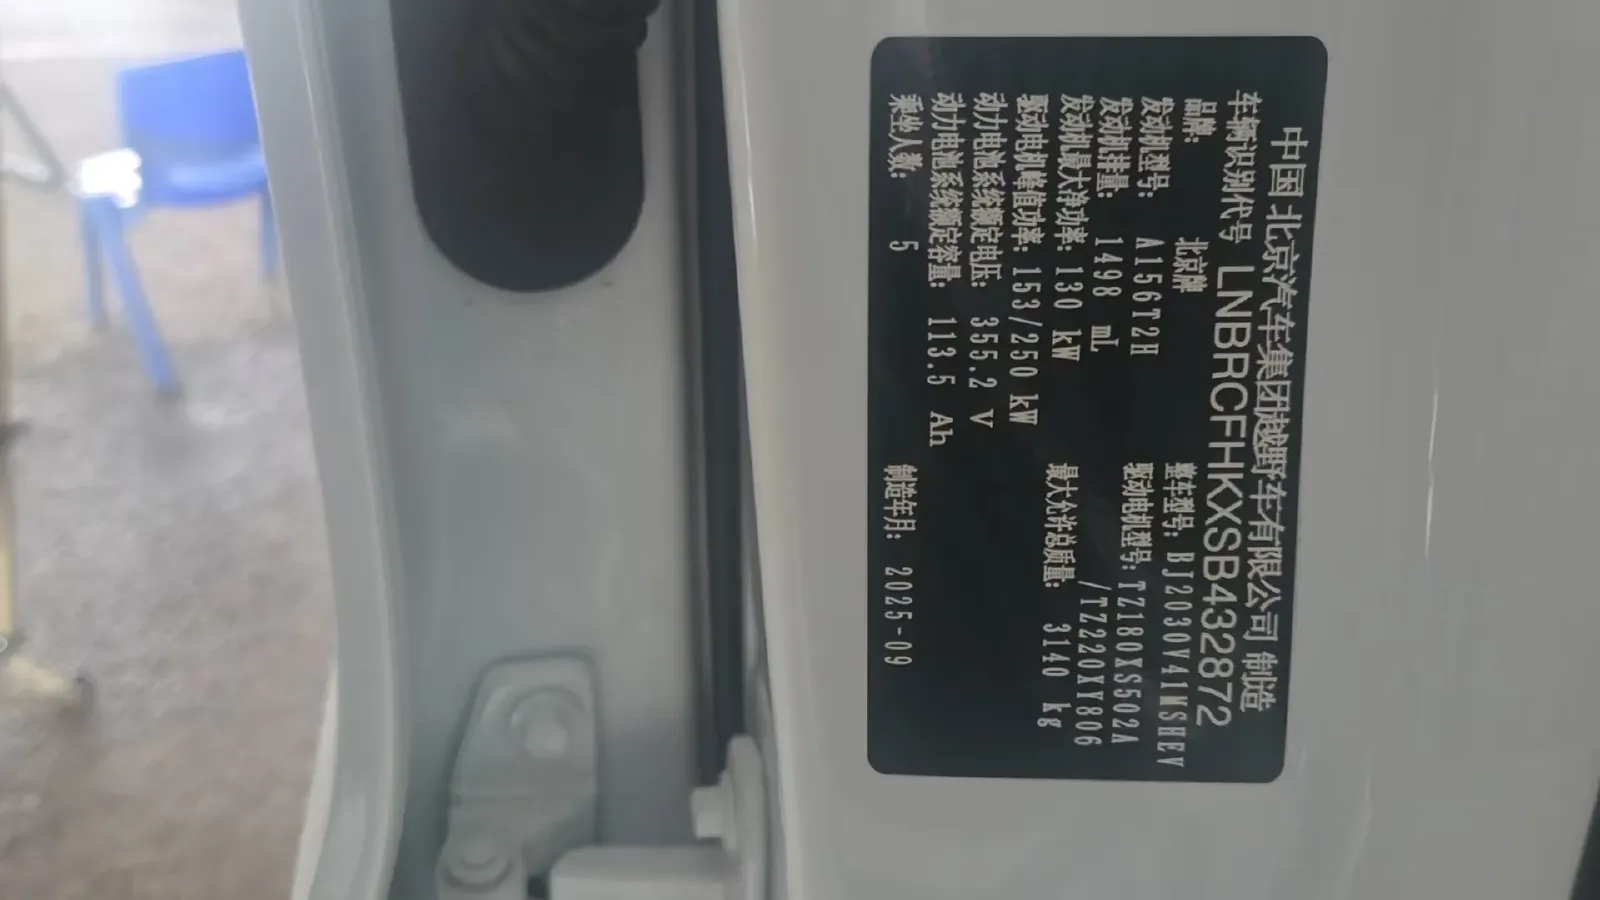 中国 北京汽车集团越野车有限公司 制造
车辆识别代号 LNBRCFHKXSB432872
品牌: 北京牌 整车型号: BJ2030V41MSHEV
发动机型号: A156T2H 驱动电机型号: TZ180XS502A
发动机排量: 1498 mL /TZ220XY806
发动机最大净功率: 130 kW 最大允许总质量: 3140 kg
驱动电机峰值功率: 153/250 kW
动力电池系统额定电压: 355.2 V
动力电池系统额定容量: 113.5 Ah
乘坐人数: 5 制造年月: 2025-09